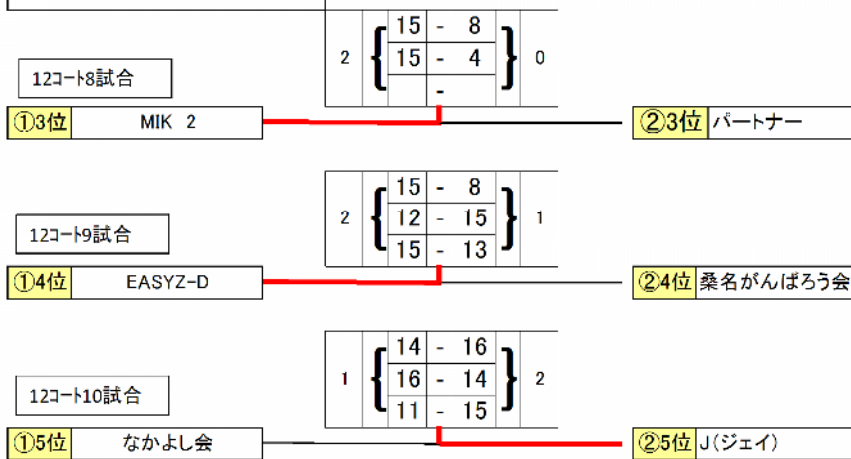 15 - 8
2 { 15 - 4 } 0
-
12コート8試合
①3位 MIK 2 ②3位 パートナー
15 - 8
2 { 12 - 15 } 1
15 - 13
12コート9試合
①4位 EASYZ-D ②4位 桑名がんばろう会
14 - 16
1 { 16 - 14 } 2
11 - 15
12コート10試合
①5位 なかよし会 ②5位 J(ジェイ)